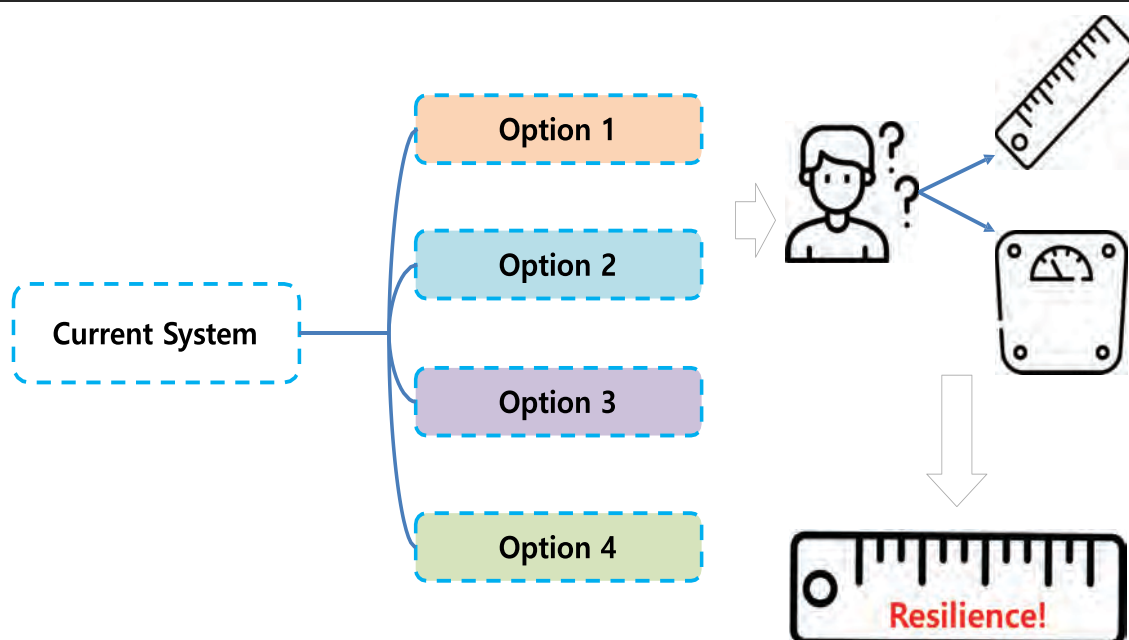 Option 1
Option 2
Current System
Option 3
Option 4
?
?
Resilience!